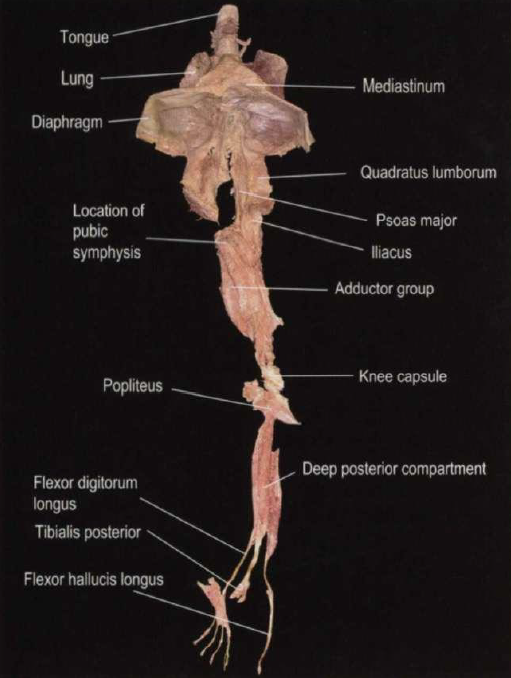 Tongue
Lung
Mediastinum
Diaphragm
Quadratus lumborum
Psoas major
Location of
pubic
symphysis
Iliacus
Adductor group
Knee capsule
Popliteus
Deep posterior compartment
Flexor digitorum
longus
Tibialis posterior
Flexor hallucis longus